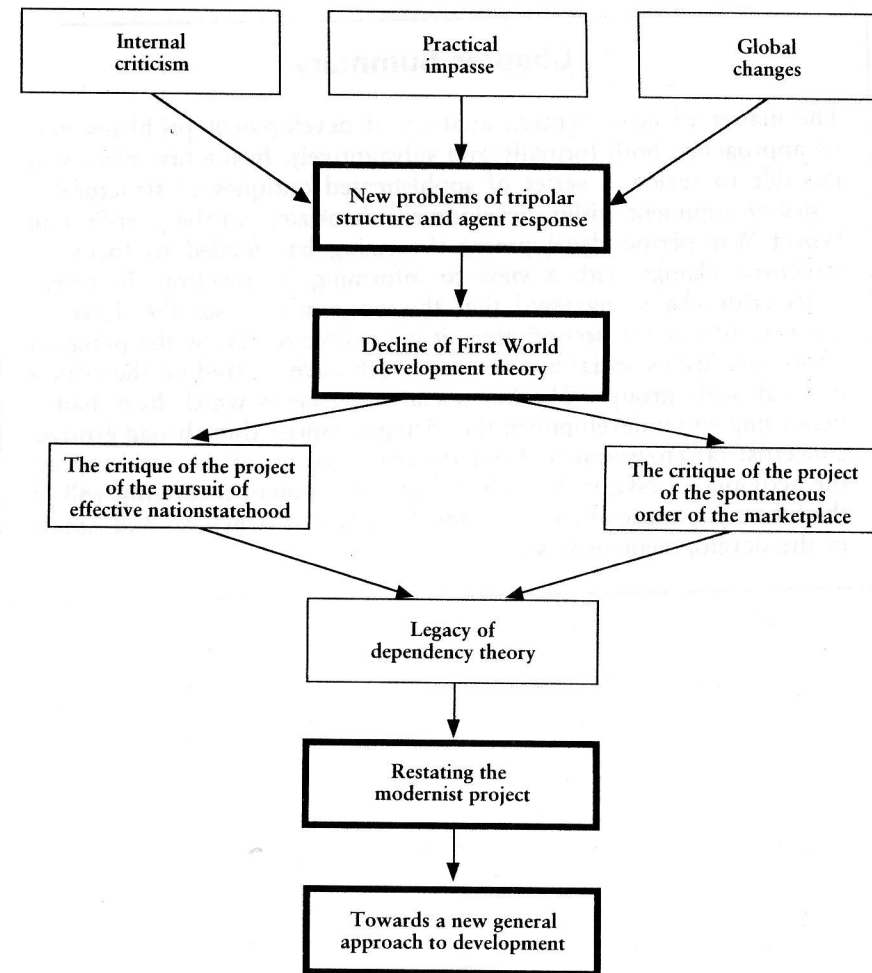 Internal
criticism
Practical
impasse
Global
changes
New problems of tripolar
structure and agent response
Decline of First World
development theory
The critique of the project
of the pursuit of
effective nationstatehood
The critique of the project
of the spontaneous
order of the marketplace
Legacy of
dependency theory
Restating the
modernist project
Towards a new general
approach to development